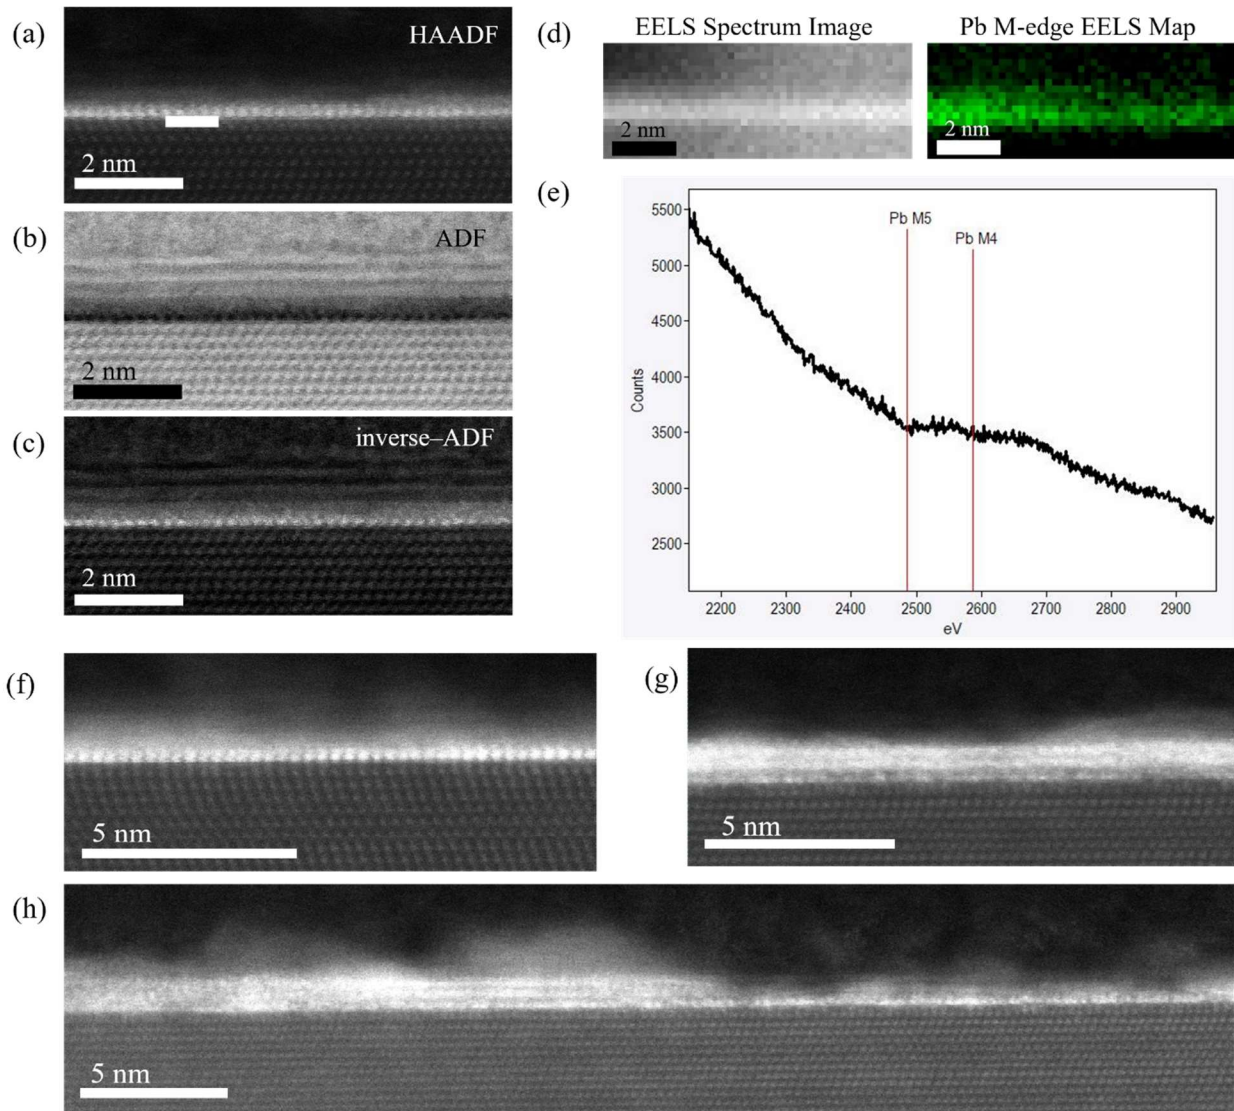 (a)
HAADF
2 nm
(b)
ADF
2 nm
(c)
inverse–ADF
2 nm
(d)
EELS Spectrum Image
Pb M-edge EELS Map
2 nm
2 nm
(e)
Pb M5
Pb M4
5500
5000
4500
4000
3500
3000
2500
Counts
2200
2300
2400
2500
2600
2700
2800
2900
eV
(f)
5 nm
(g)
5 nm
(h)
5 nm